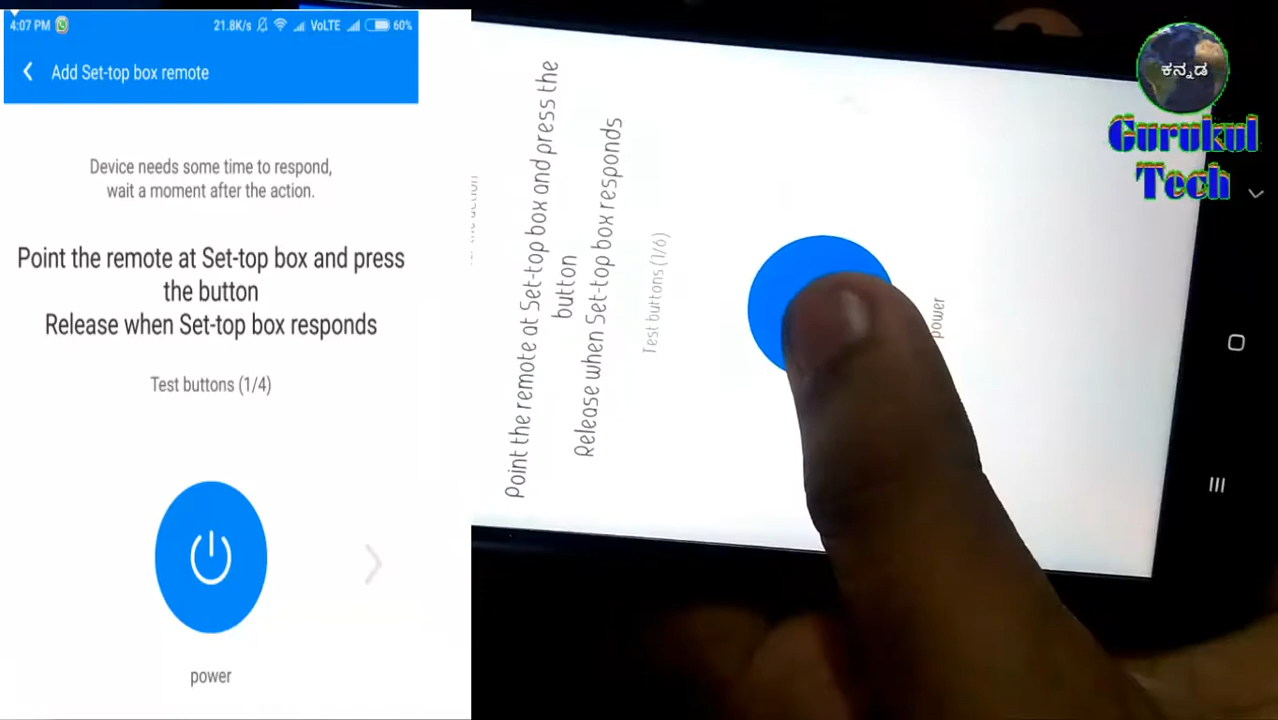 4:07 PM
21.8K/s
VoLTE
60%
Add Set-top box remote
Device needs some time to respond,
wait a moment after the action.
Point the remote at Set-top box and press
the button
Release when Set-top box responds
Test buttons (1/4)
power
Point the remote at Set-top box and press the
button
Release when Set-top box responds
Test buttons (1/6)
power
ಕನ್ನಡ
Gurukul
Tech